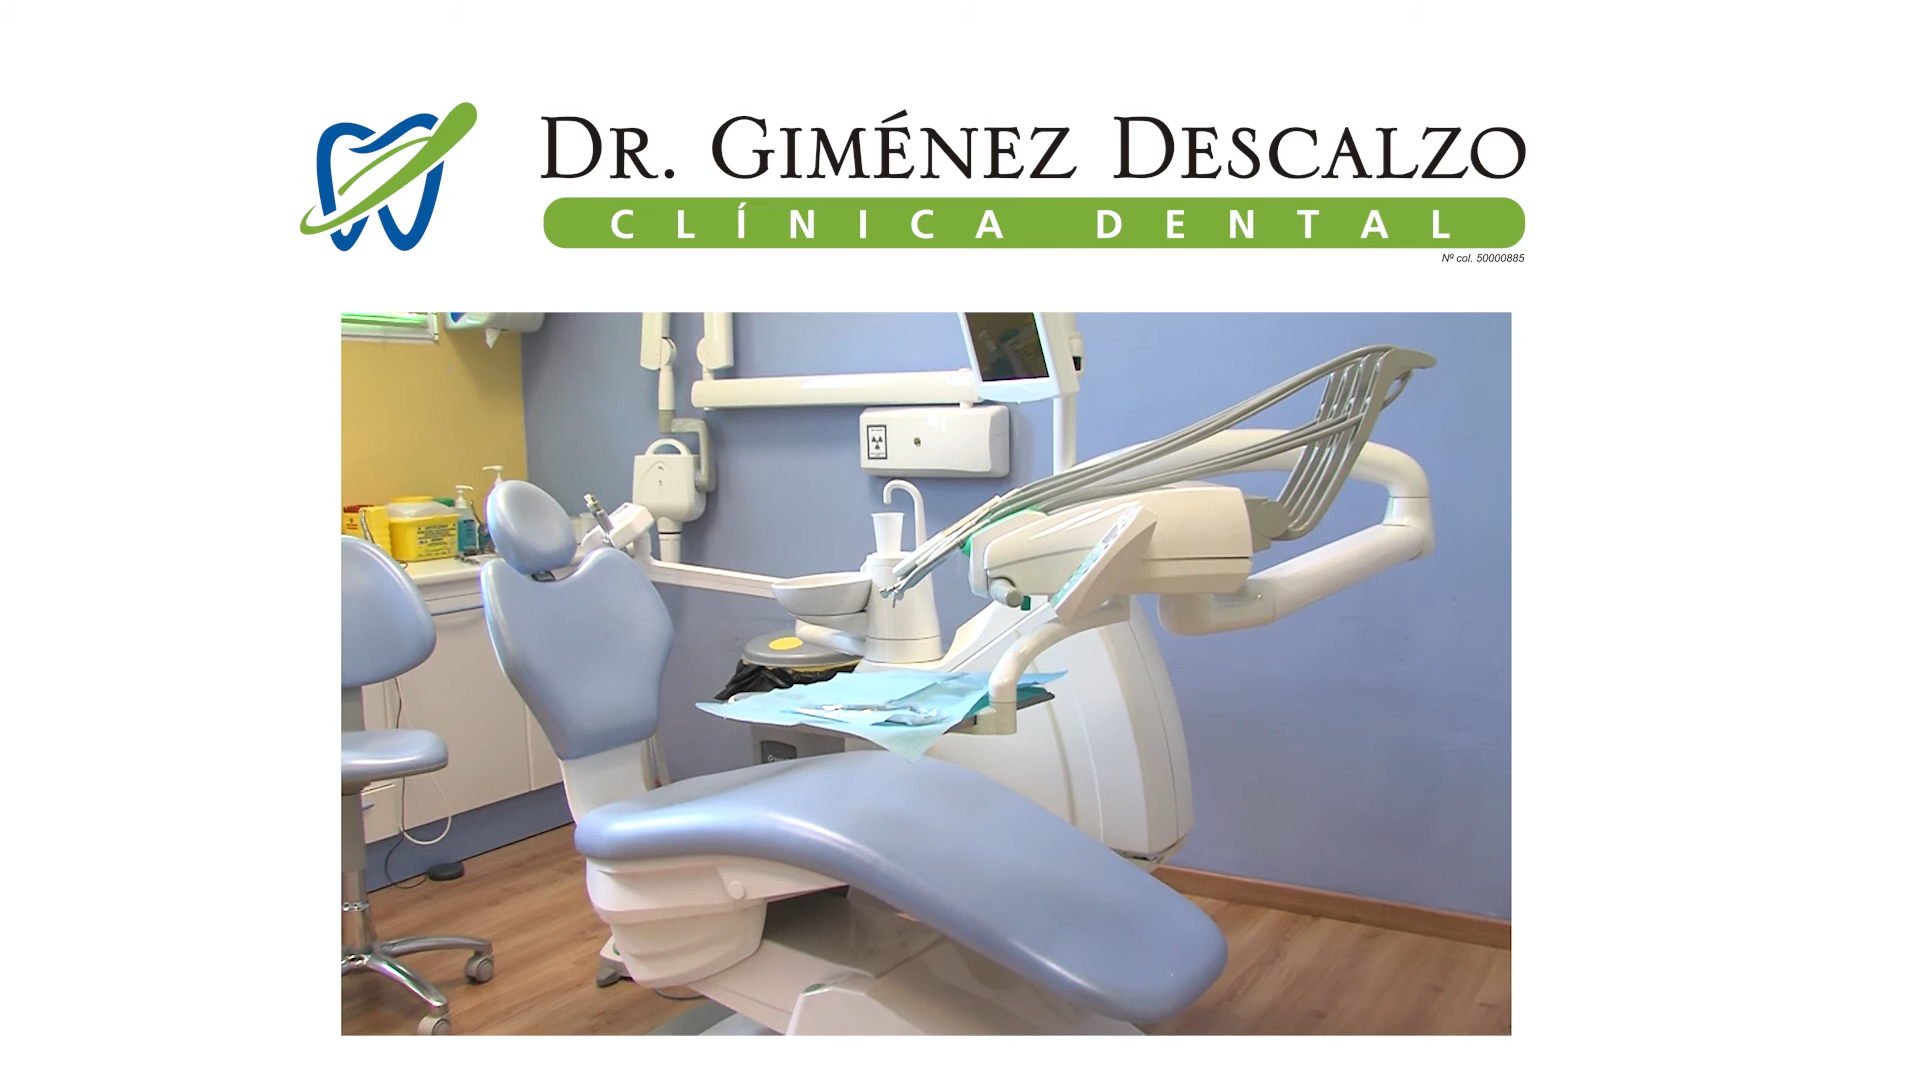 DR. GIMÉNEZ DESCALZO
CLÍNICA DENTAL
Nº col. 50000885